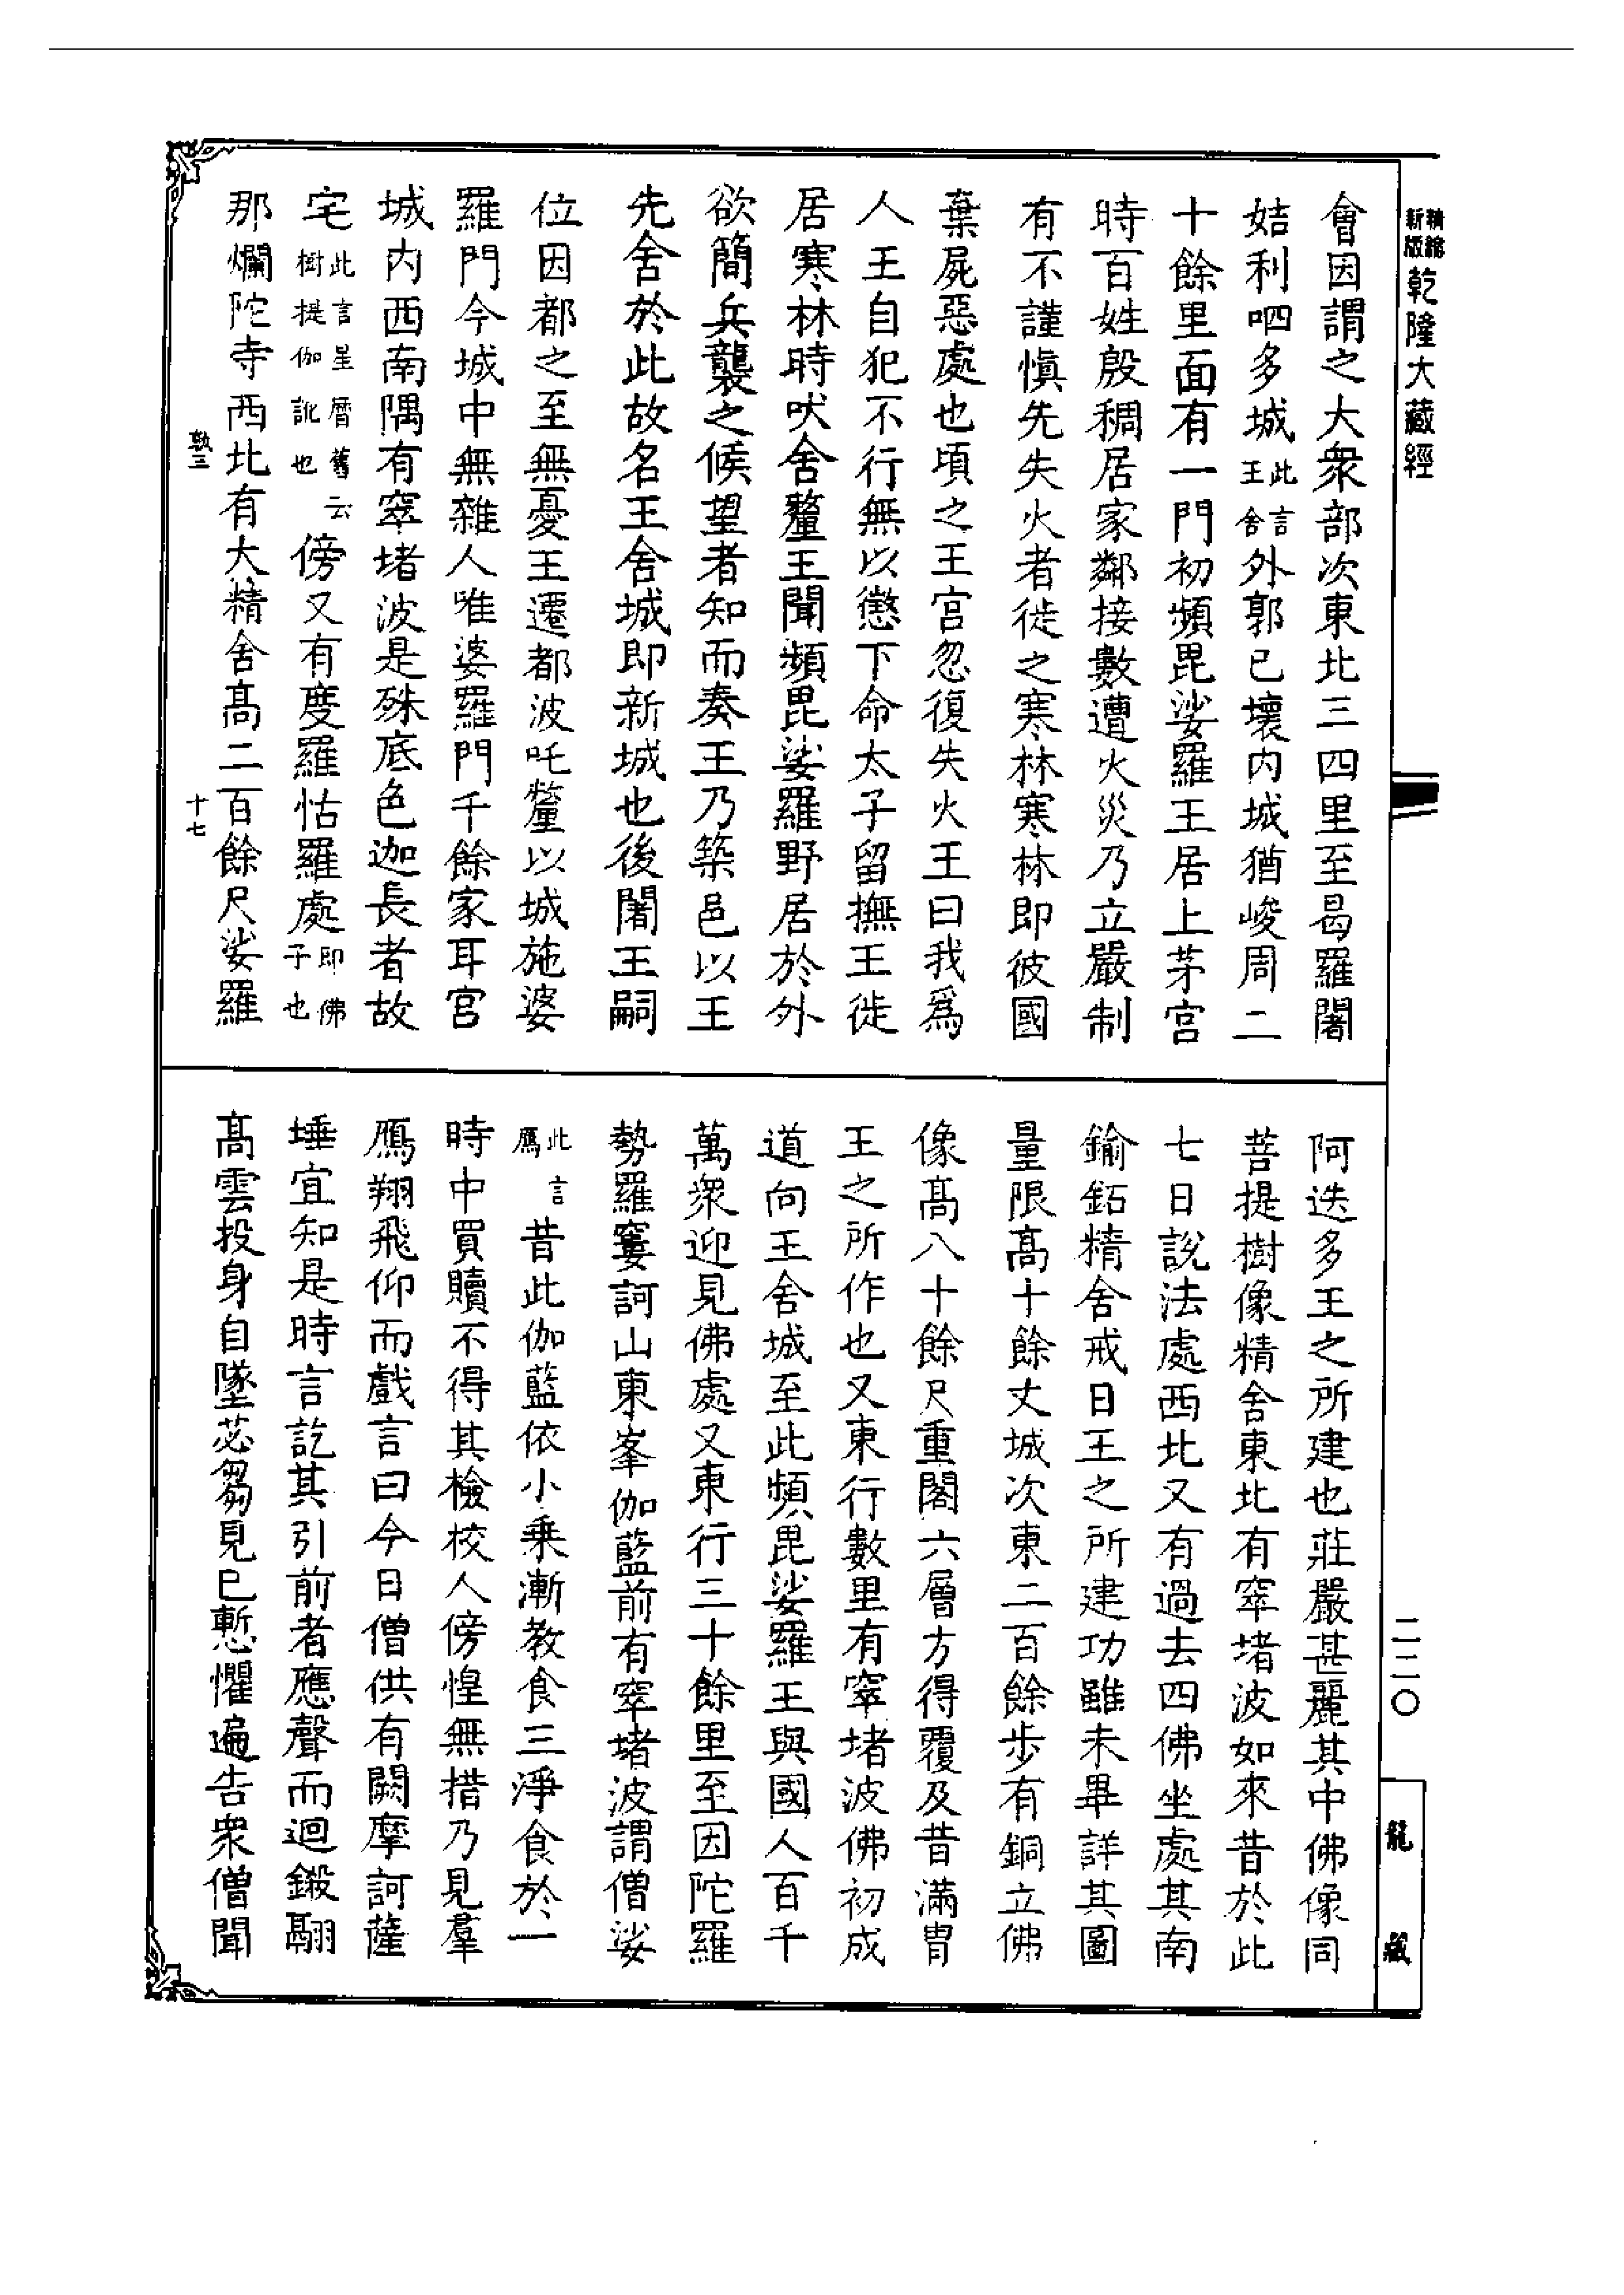 精縮新版乾隆大藏經
會因謂之大衆部次東北三四里至曷羅闍
姞利呬多城此言王舍外郭已壞内城猶峻周二
十餘里面有一門初頻毘娑羅王居上茅宫
時百姓殷稠居家鄰接數遭火災乃立嚴制
有不謹慎先失火者徙之寒林寒林即彼國
棄屍惡處也頃之王宫忽復失火王曰我爲
人王自犯不行無以懲下命太子留撫王徙
居寒林時吠舍釐王聞頻毘娑羅野居於外
欲簡兵襲之候望者知而奏王乃築邑以王
先舍於此故名王舍城即新城也後闍王嗣
位因都之至無憂王遷都波吒釐以城施婆
羅門今城中無雜人唯婆羅門千餘家耳宫
城内西南隅有窣堵波是殊底色迦長者故
宅此言星曆舊云樹提伽訛也傍又有度羅怙羅處即佛子也
那爛陀寺西北有大精舍髙二百餘尺娑羅
阿迭多王之所建也莊嚴甚麗其中佛像同
菩提樹像精舍東北有窣堵波如來昔於此
七日說法處西北又有過去四佛坐處其南
鍮鉐精舍戒日王之所建功雖未畢詳其圖
量限髙十餘丈城次東二百餘步有銅立佛
像髙八十餘尺重閣六層方得覆及昔滿胄
王之所作也又東行數里有窣堵波佛初成
道向王舍城至此頻毘娑羅王與國人百千
萬衆迎見佛處又東行三十餘里至因陀羅
勢羅窶訶山東峯伽藍前有窣堵波謂僧娑
此言鴈昔此伽藍依小乗漸教食三淨食於一
時中買贖不得其檢校人傍惶無措乃見羣
鴈翔飛仰而戲言曰今日僧供有闕摩訶薩
埵宜知是時言訖其引前者應聲而迴鎩翮
髙雲投身自墜苾芻見已慙懼遍告衆僧聞
執三
十七
二二〇
龍藏